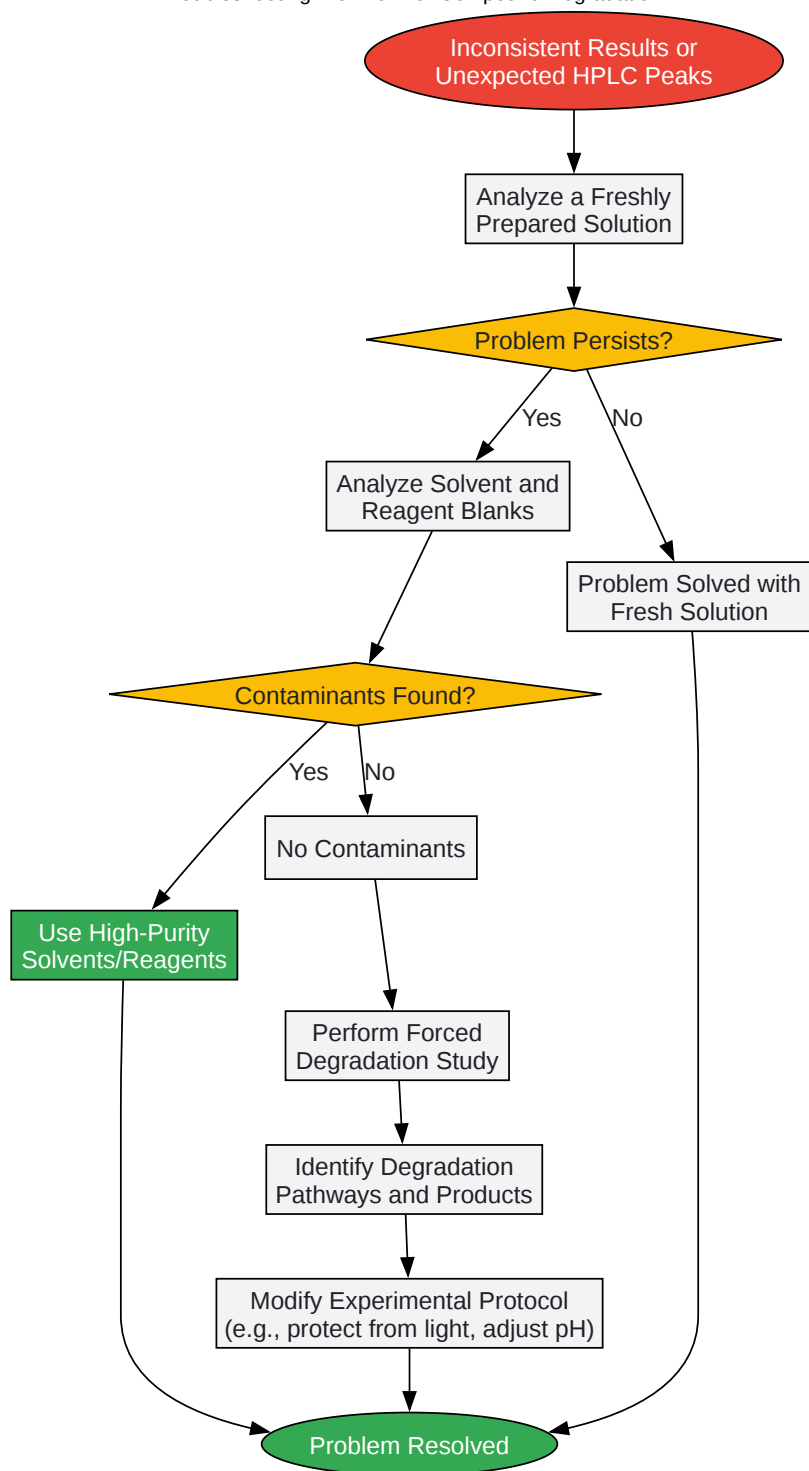 Inconsistent Results or
Unexpected HPLC Peaks
Analyze a Freshly
Prepared Solution
Problem Persists?
Yes
No
Analyze Solvent and
Reagent Blanks
Problem Solved with
Fresh Solution
Contaminants Found?
Yes
No
No Contaminants
Use High-Purity
Solvents/Reagents
Perform Forced
Degradation Study
Identify Degradation
Pathways and Products
Modify Experimental Protocol
(e.g., protect from light, adjust pH)
Problem Resolved